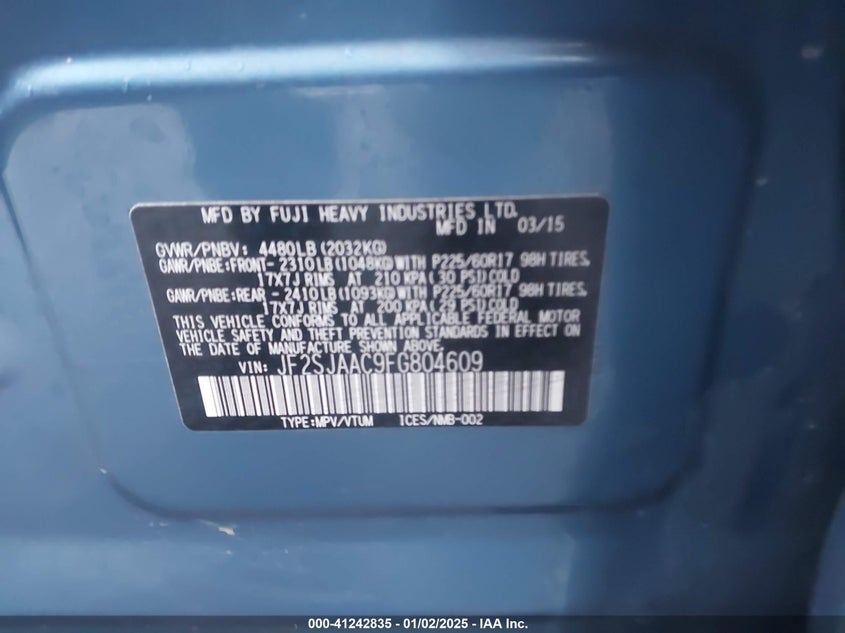 MFD BY FUJI HEAVY INDUSTRIES LTD.
MFD IN 03/15
GVWR/PNBV: 4480LB (2032KG)
GAWR/PNBE:FRONT- 2310LB (1048KG) WITH P225/60R17 98H TIRES,
17X7J RIMS AT 210 KPA (30 PSI) COLD
GAWR/PNBE:REAR - 2410LB (1093KG) WITH P225/60R17 98H TIRES,
17X7J RIMS AT 200 KPA (29 PSI) COLD
THIS VEHICLE CONFORMS TO ALL APPLICABLE FEDERAL MOTOR
VEHICLE SAFETY AND THEFT PREVENTION STANDARDS IN EFFECT ON
THE DATE OF MANUFACTURE SHOWN ABOVE.
VIN: JF2SJAAC9FG804609
TYPE:MPV/VTUM ICES/NMB-002
000-41242835 - 01/02/2025 - IAA Inc.